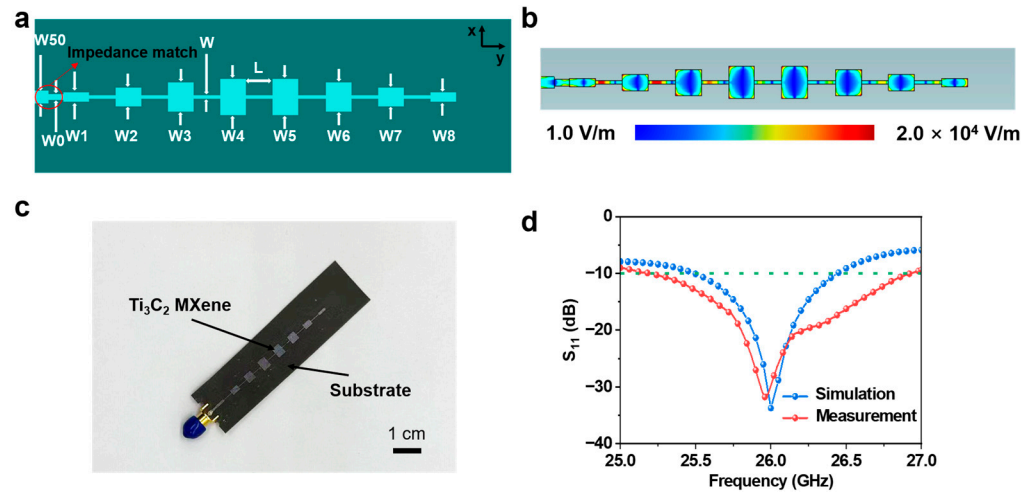 a
W50
Impedance match
W
L
x
y
W0
W1
W2
W3
W4
W5
W6
W7
W8
b
1.0 V/m
2.0 × 10⁴ V/m
c
Ti₃C₂ MXene
Substrate
1 cm
d
0
−10
−20
−30
−40
S₁₁ (dB)
Simulation
Measurement
25.0 25.5 26.0 26.5 27.0
Frequency (GHz)